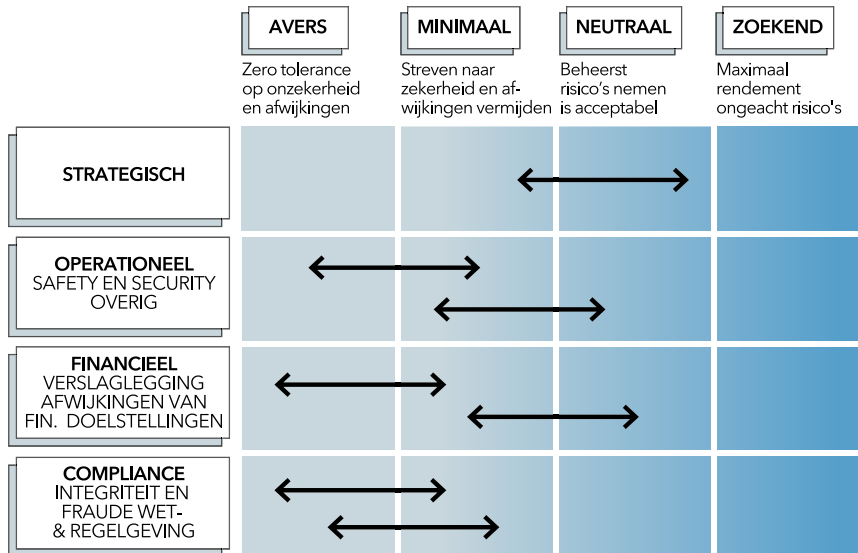 AVERS
MINIMAAL
NEUTRAAL
ZOEKEND
Zero tolerance
op onzekerheid
en afwijkingen
Streven naar
zekerheid en af-
wijkingen vermijden
Beheerst
risico's nemen
is acceptabel
Maximaal
rendement
ongeacht risico's
STRATEGISCH
OPERATIONEEL
SAFETY EN SECURITY
OVERIG
FINANCIEEL
VERSLAGLEGGING
AFWIJKINGEN VAN
FIN. DOELSTELLINGEN
COMPLIANCE
INTEGRITEIT EN
FRAUDE WET-
& REGELGEVING